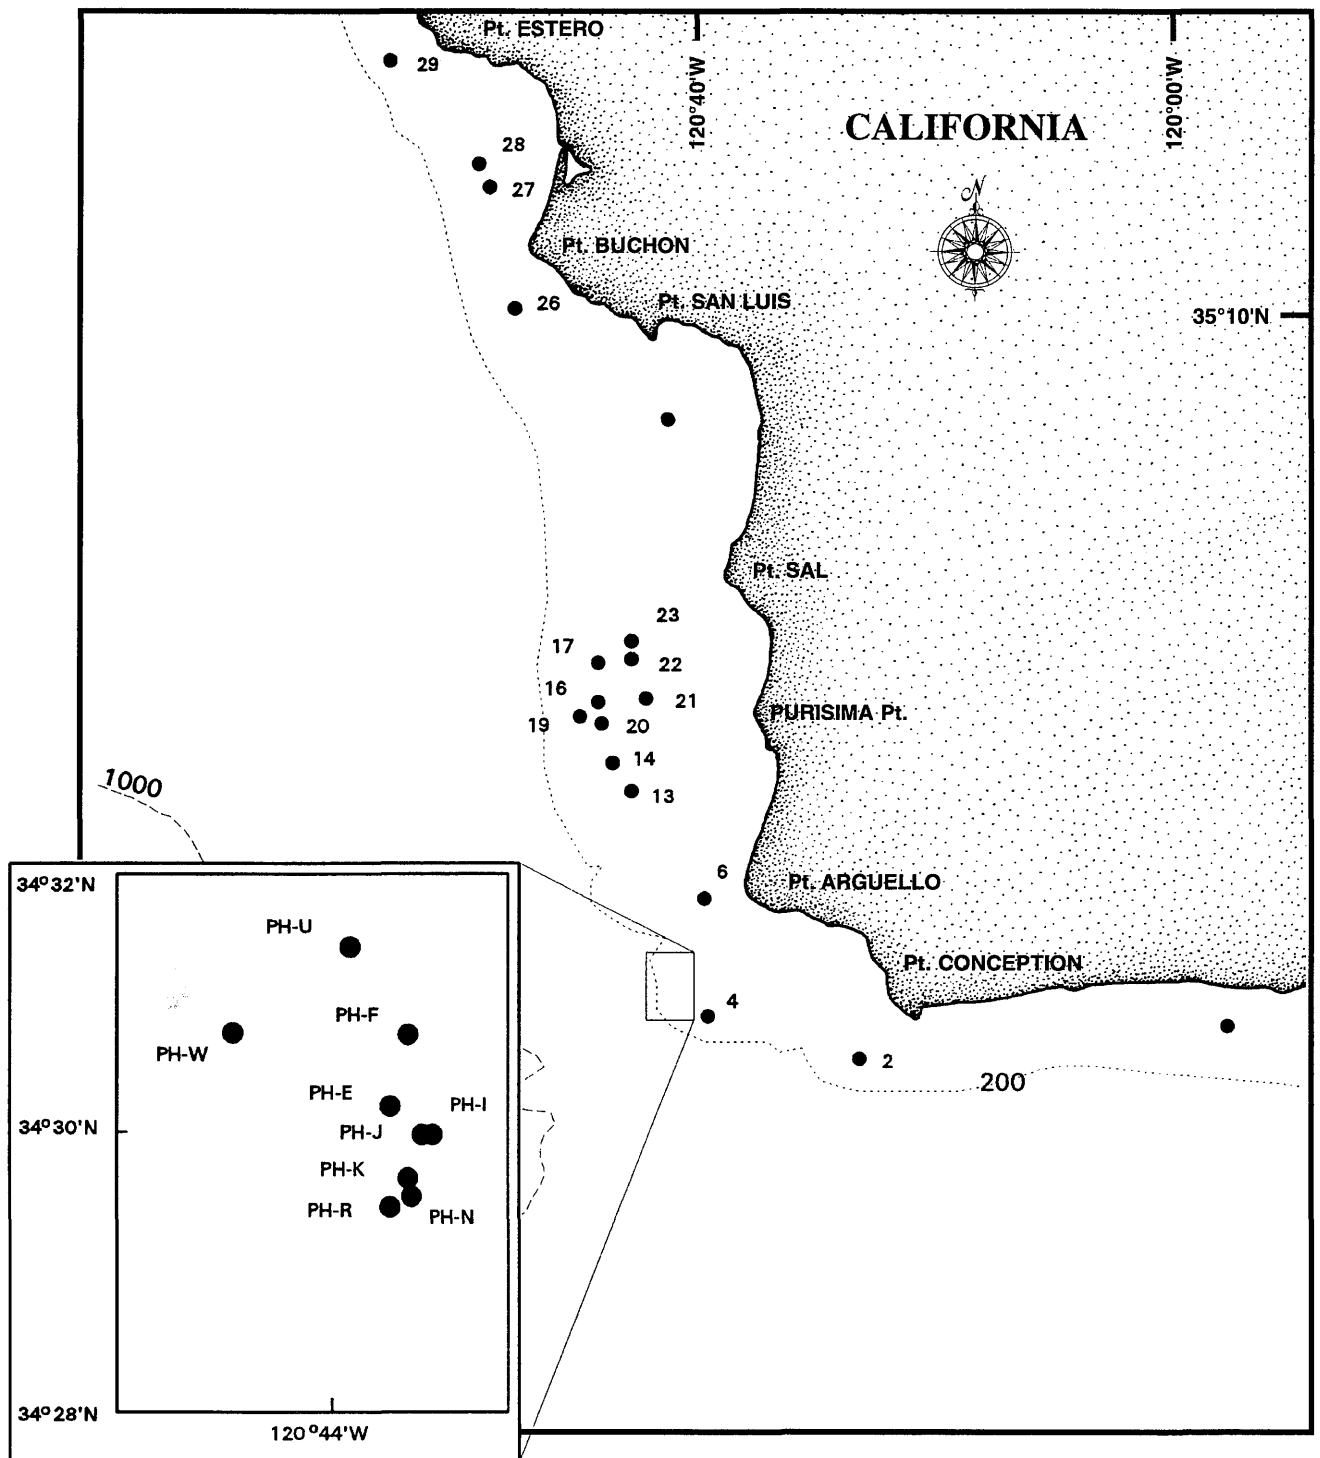 Pt. ESTERO
29
120°40'W
120°00'W
CALIFORNIA
28
27
N
Pt. BUCHON
26
Pt. SAN LUIS
35°10'N
Pt. SAL
23
17
22
16
21
19
20
PURISIMA Pt.
14
13
1000
6
Pt. ARGUELLO
34°32'N
PH-U
Pt. CONCEPTION
PH-F
4
PH-W
2
200
PH-E
PH-I
34°30'N
PH-J
PH-K
PH-R
PH-N
34°28'N
120°44'W